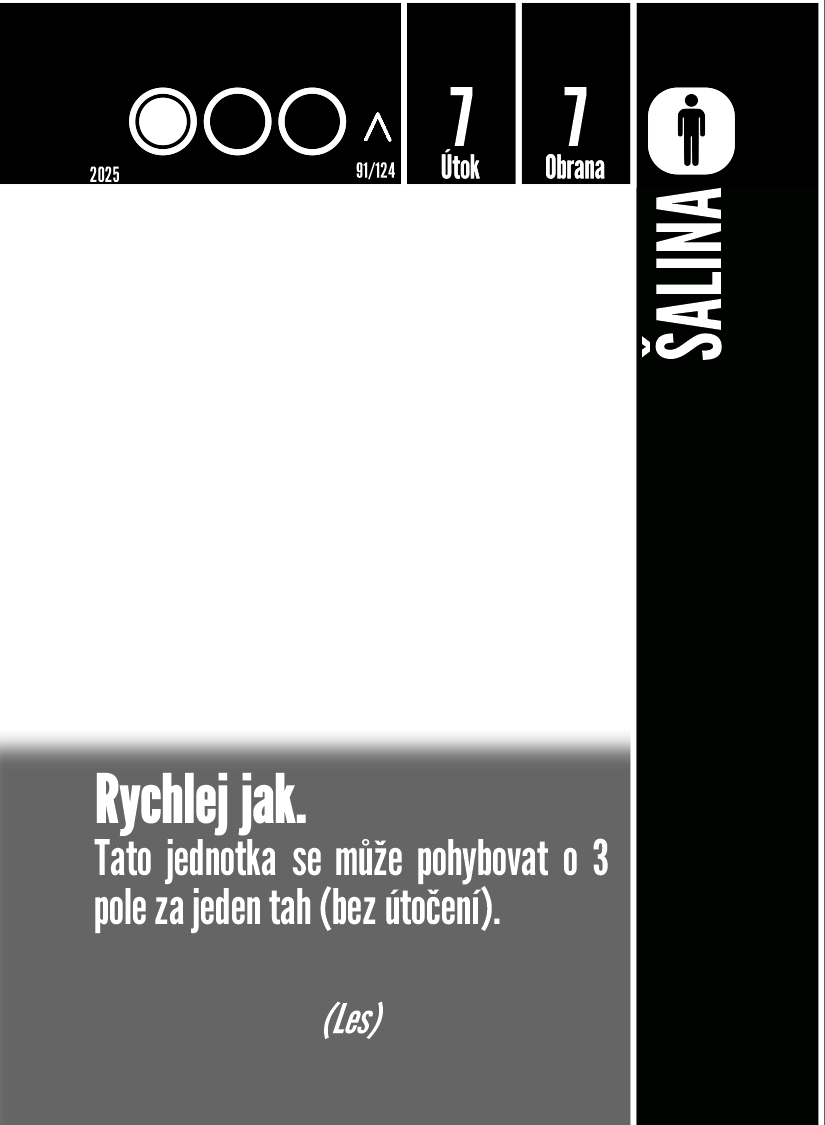 2025
91/124
7
Útok
7
Obrana
ŠALINA
Rychlej jak.
Tato jednotka se může pohybovat o 3
pole za jeden tah (bez útočení).
(Les)